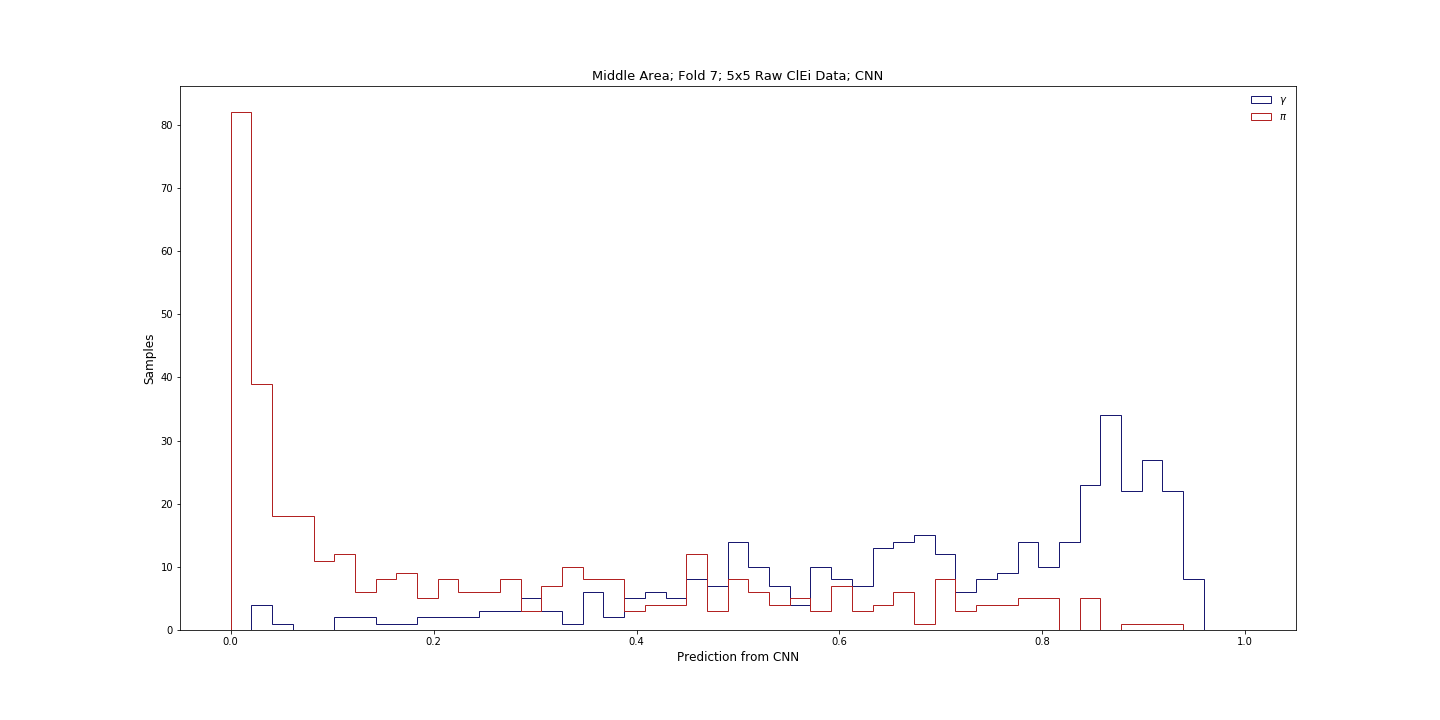 Middle Area; Fold 7; 5x5 Raw ClEi Data; CNN
γ
π
80
70
60
50
40
30
20
10
0
Samples
0.0 0.2 0.4 0.6 0.8 1.0
Prediction from CNN